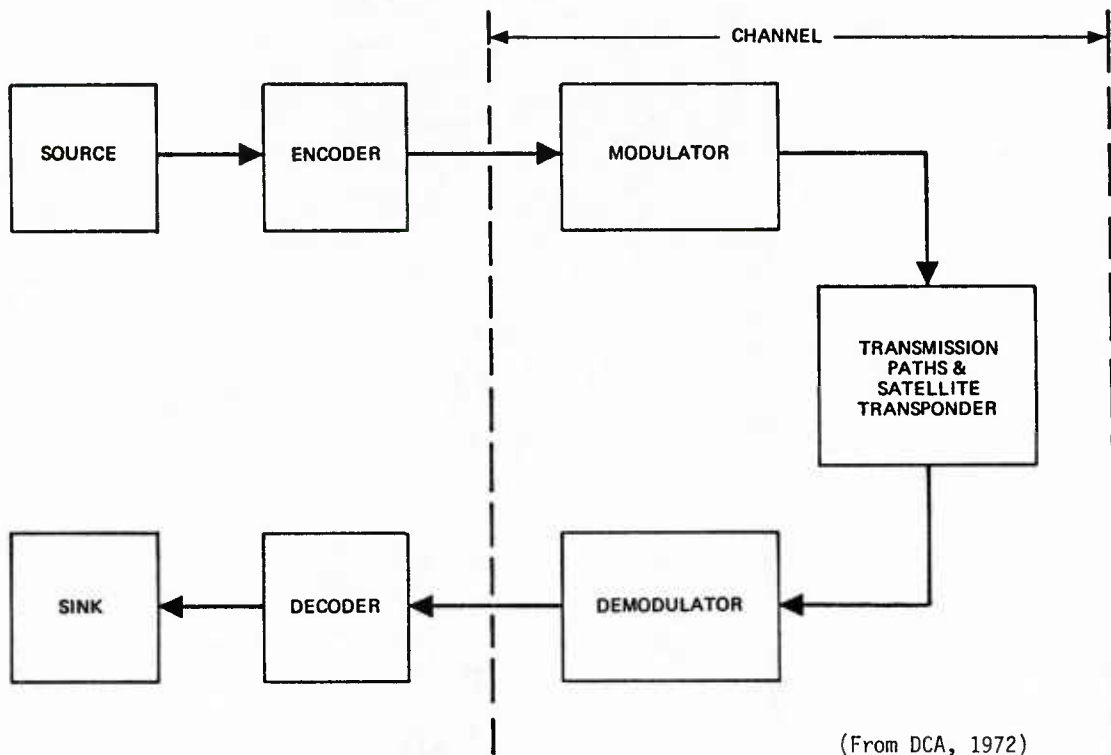 CHANNEL
SOURCE
ENCODER
MODULATOR
TRANSMISSION
PATHS &
SATELLITE
TRANSPONDER
SINK
DECODER
DEMODULATOR
(From DCA, 1972)